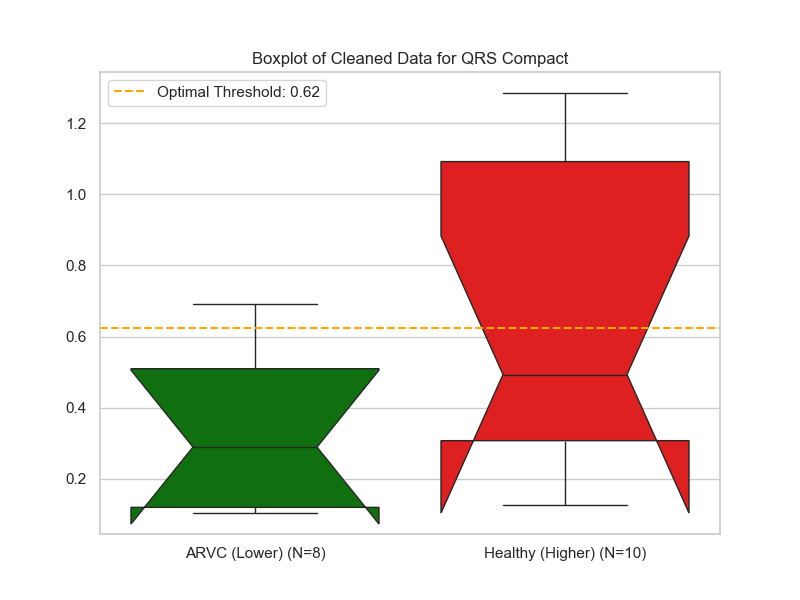 Boxplot of Cleaned Data for QRS Compact
Optimal Threshold: 0.62
1.2
1.0
0.8
0.6
0.4
0.2
ARVC (Lower) (N=8)
Healthy (Higher) (N=10)